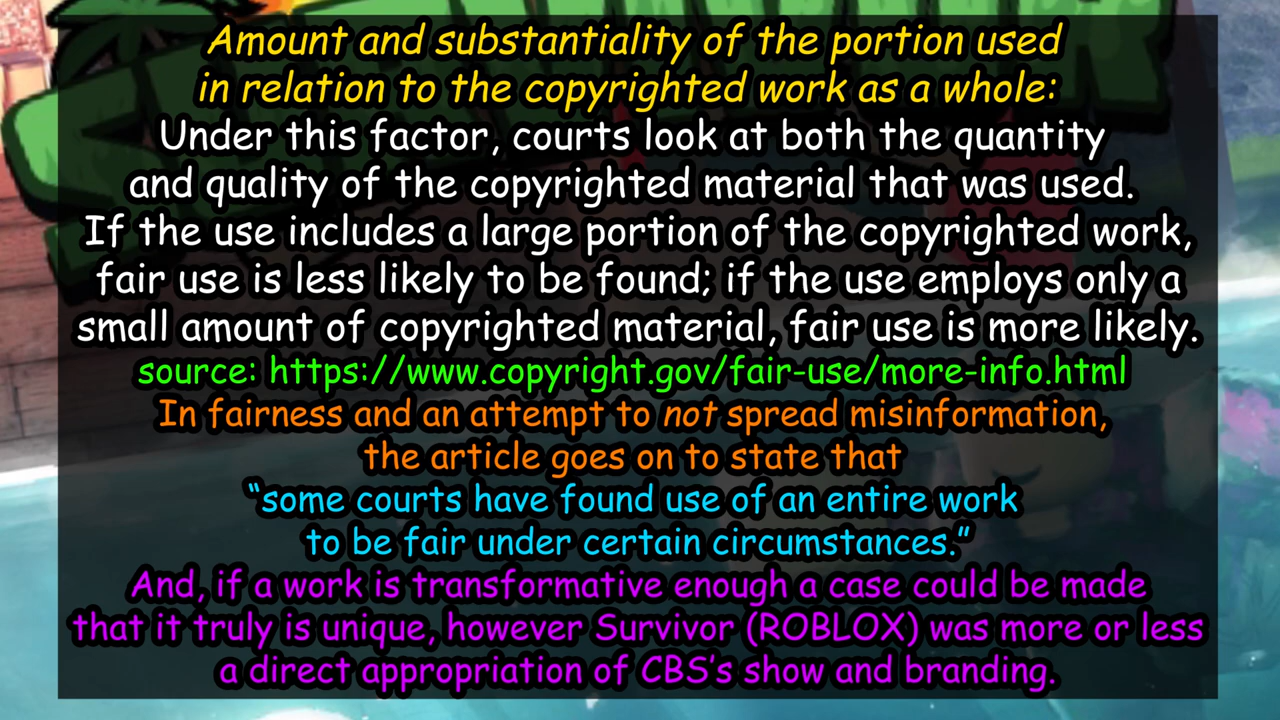 Amount and substantiality of the portion used
in relation to the copyrighted work as a whole:
Under this factor, courts look at both the quantity
and quality of the copyrighted material that was used.
If the use includes a large portion of the copyrighted work,
fair use is less likely to be found; if the use employs only a
small amount of copyrighted material, fair use is more likely.
source: https://www.copyright.gov/fair-use/more-info.html
In fairness and an attempt to not spread misinformation,
the article goes on to state that
“some courts have found use of an entire work
to be fair under certain circumstances.”
And, if a work is transformative enough a case could be made
that it truly is unique, however Survivor (ROBLOX) was more or less
a direct appropriation of CBS's show and branding.